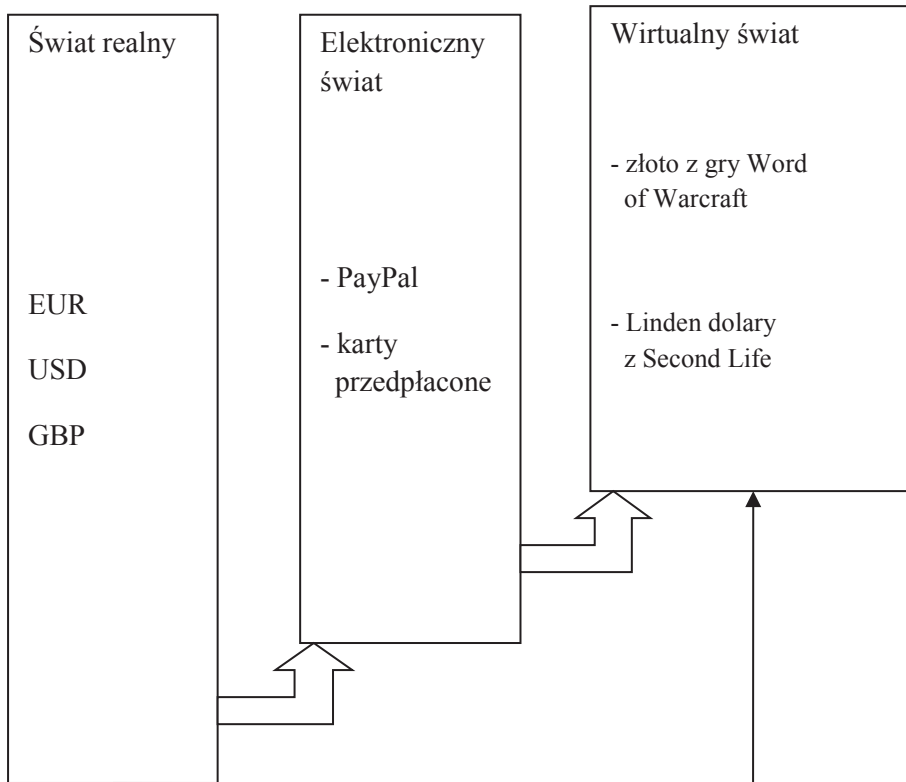 Świat realny
EUR
USD
GBP
Elektroniczny
świat
- PayPal
- karty
przedpłacone
Wirtualny świat
- złoto z gry Word
of Warcraft
- Linden dolary
z Second Life